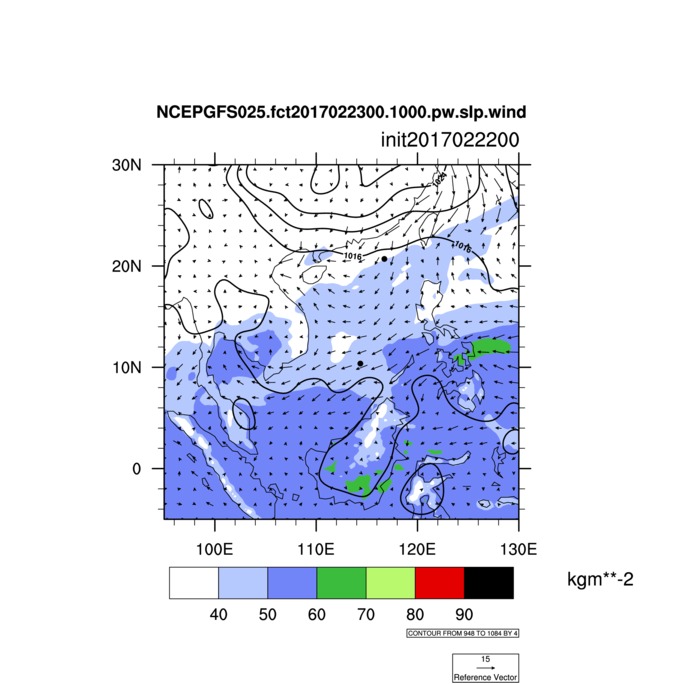 NCEPGFS025.fct2017022300.1000.pw.slp.wind
init2017022200
30N
1024
1016
1016
20N
10N
0
100E 110E 120E 130E
kgm**-2
40 50 60 70 80 90
CONTOUR FROM 948 TO 1084 BY 4
15
Reference Vector